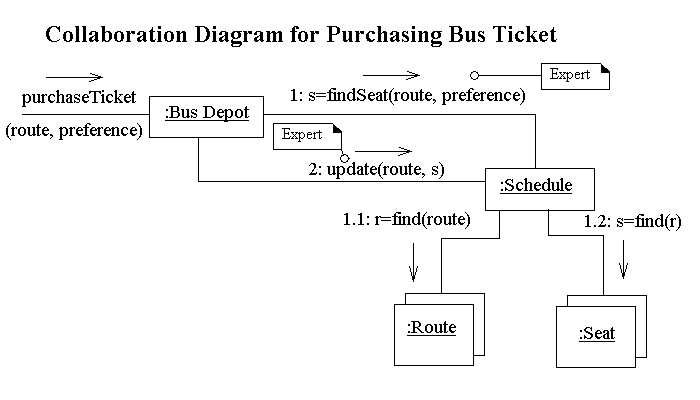 Collaboration Diagram for Purchasing Bus Ticket
purchaseTicket
(route, preference)
:Bus Depot
1: s=findSeat(route, preference)
Expert
Expert
2: update(route, s)
:Schedule
1.1: r=find(route)
1.2: s=find(r)
:Route
:Seat